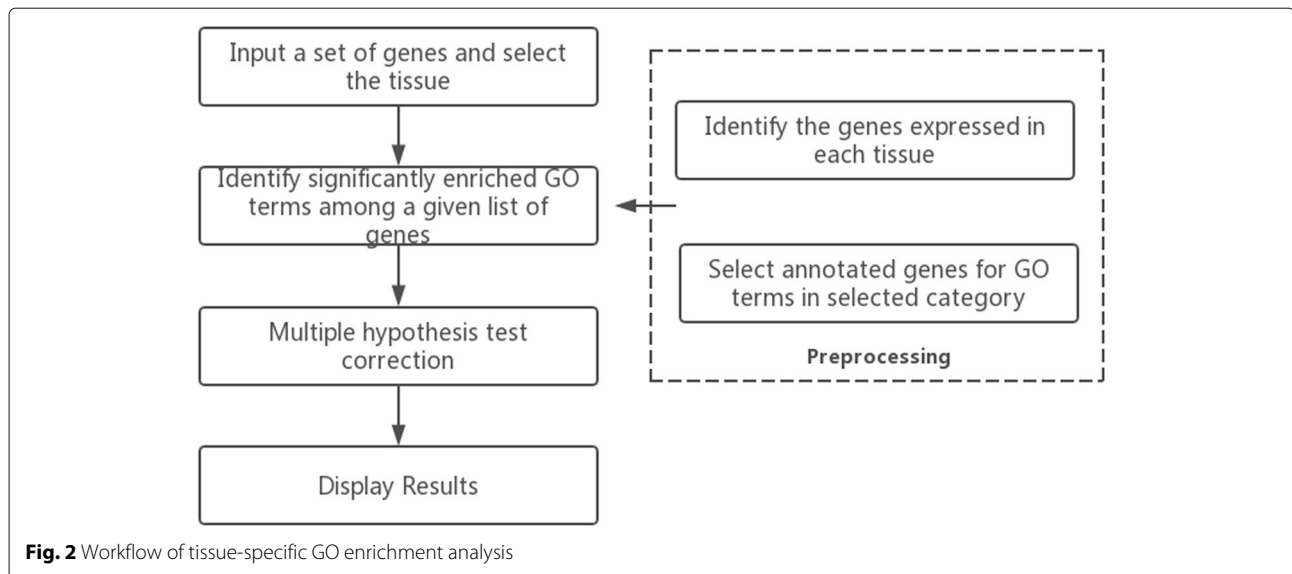 Input a set of genes and select
the tissue
Identify significantly enriched GO
terms among a given list of
genes
Multiple hypothesis test
correction
Display Results
Identify the genes expressed in
each tissue
Select annotated genes for GO
terms in selected category
Preprocessing
Fig. 2 Workflow of tissue-specific GO enrichment analysis